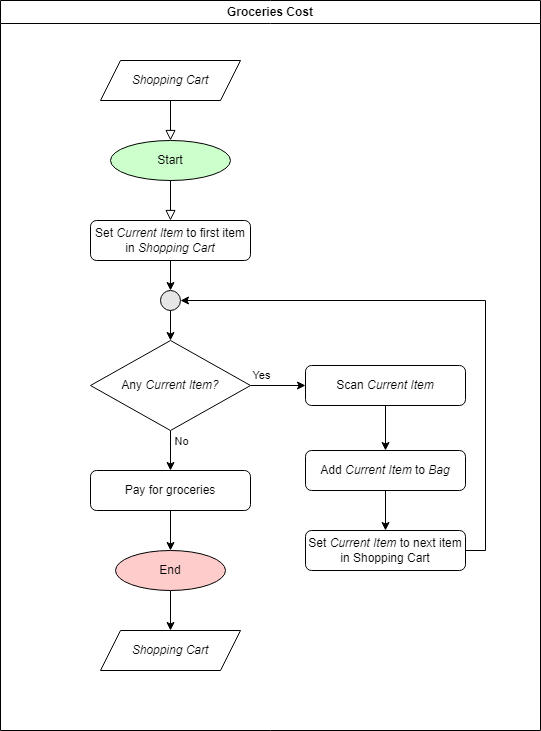 Groceries Cost
Shopping Cart
Start
Set Current Item to first item
in Shopping Cart
Any Current Item?
Yes
Scan Current Item
No
Add Current Item to Bag
Pay for groceries
Set Current Item to next item
in Shopping Cart
End
Shopping Cart